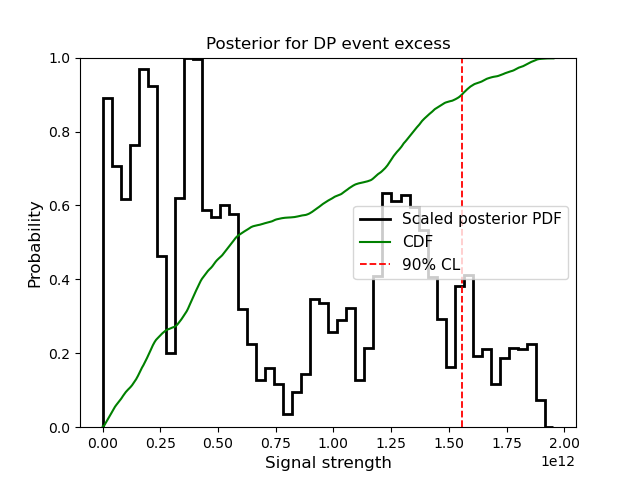 Posterior for DP event excess
Probability
1.0
0.8
0.6
0.4
0.2
0.0
Scaled posterior PDF
CDF
90% CL
0.00 0.25 0.50 0.75 1.00 1.25 1.50 1.75 2.00
1e12
Signal strength